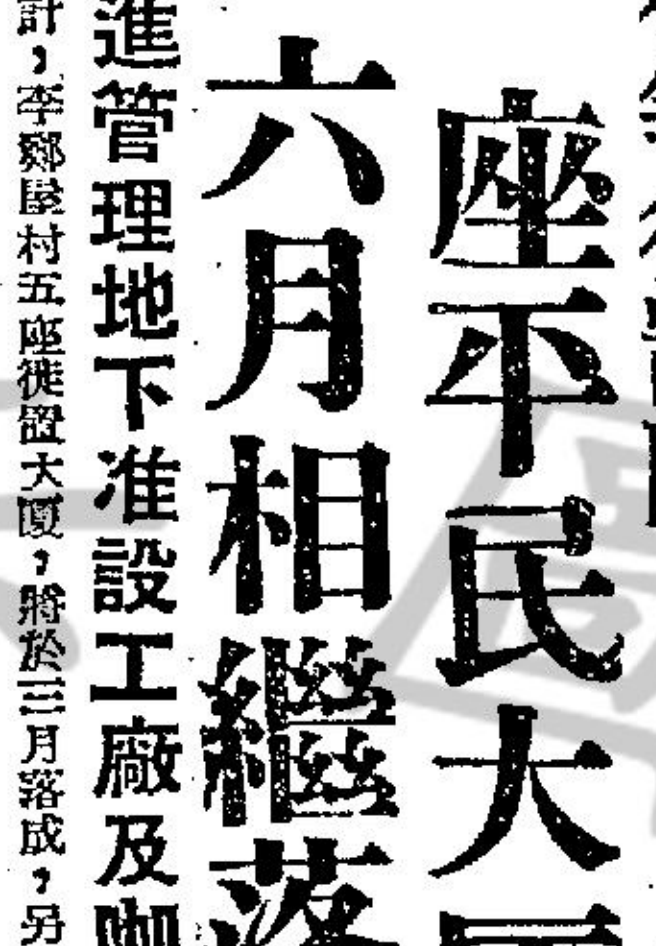 座平民大
六月相繼落
進管理地下准設工廠及
計，李鄭屋村五座徙置大廈，將於三月落成，另